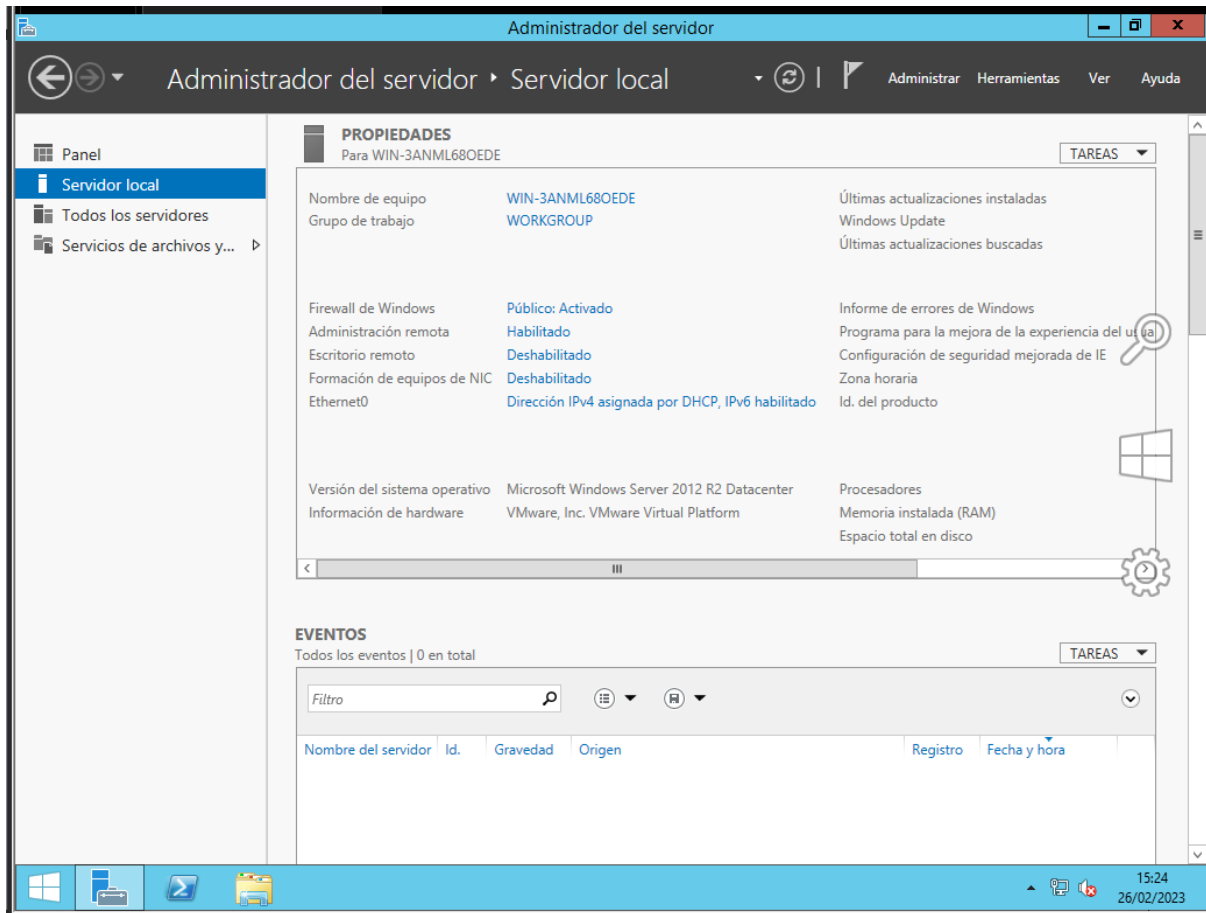 Administrador del servidor
Administrador del servidor ‣ Servidor local
Administrar Herramientas Ver Ayuda
Panel
Servidor local
Todos los servidores
Servicios de archivos y...
PROPIEDADES
Para WIN-3ANML68OEDE
TAREAS
Nombre de equipo WIN-3ANML68OEDE Últimas actualizaciones instaladas
Grupo de trabajo WORKGROUP Windows Update
Últimas actualizaciones buscadas
Firewall de Windows Público: Activado Informe de errores de Windows
Administración remota Habilitado Programa para la mejora de la experiencia del usua
Escritorio remoto Deshabilitado Configuración de seguridad mejorada de IE
Formación de equipos de NIC Deshabilitado Zona horaria
Ethernet0 Dirección IPv4 asignada por DHCP, IPv6 habilitado Id. del producto
Versión del sistema operativo Microsoft Windows Server 2012 R2 Datacenter Procesadores
Información de hardware VMware, Inc. VMware Virtual Platform Memoria instalada (RAM)
Espacio total en disco
EVENTOS
Todos los eventos | 0 en total
TAREAS
Filtro
Nombre del servidor Id. Gravedad Origen Registro Fecha y hora
15:24
26/02/2023